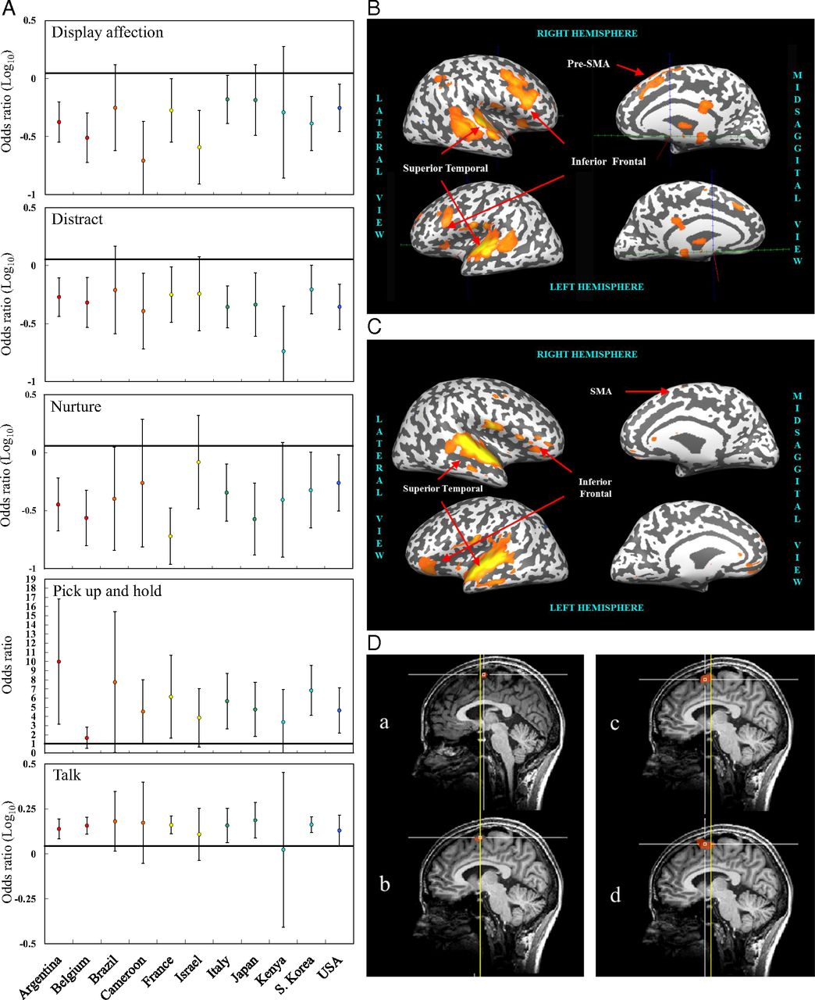 A
0.5
Display affection
0
-0.5
-1
Odds ratio (Log10)
0.5
Distract
0
-0.5
-1
Odds ratio (Log10)
0.5
Nurture
0
-0.5
-1
Odds ratio (Log10)
19
18
17
16
15
14
13
12
11
10
9
8
7
6
5
4
3
2
1
0
Pick up and hold
Odds ratio
0.5
Talk
0.25
0
-0.25
-0.5
Odds ratio (Log10)
Argentina
Belgium
Brazil
Cameroon
France
Israel
Italy
Japan
Kenya
S. Korea
USA
B
RIGHT HEMISPHERE
Pre-SMA
LATERAL VIEW
MIDSAGGITAL VIEW
Superior Temporal
Inferior Frontal
LEFT HEMISPHERE
C
RIGHT HEMISPHERE
SMA
LATERAL VIEW
MIDSAGGITAL VIEW
Superior Temporal
Inferior
Frontal
LEFT HEMISPHERE
D
a
c
b
d